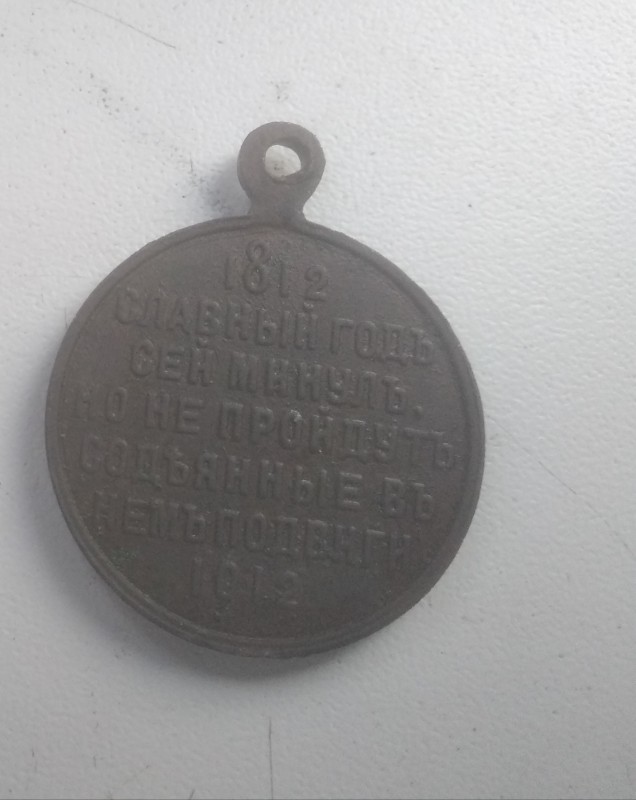 1812
СЛАВНЫЙ ГОДЪ
СЕЙ МИНУЛЪ,
НО НЕ ПРОЙДУТЪ
СОДѢЯННЫЕ ВЪ
НЕМЪ ПОДВИГИ
1912